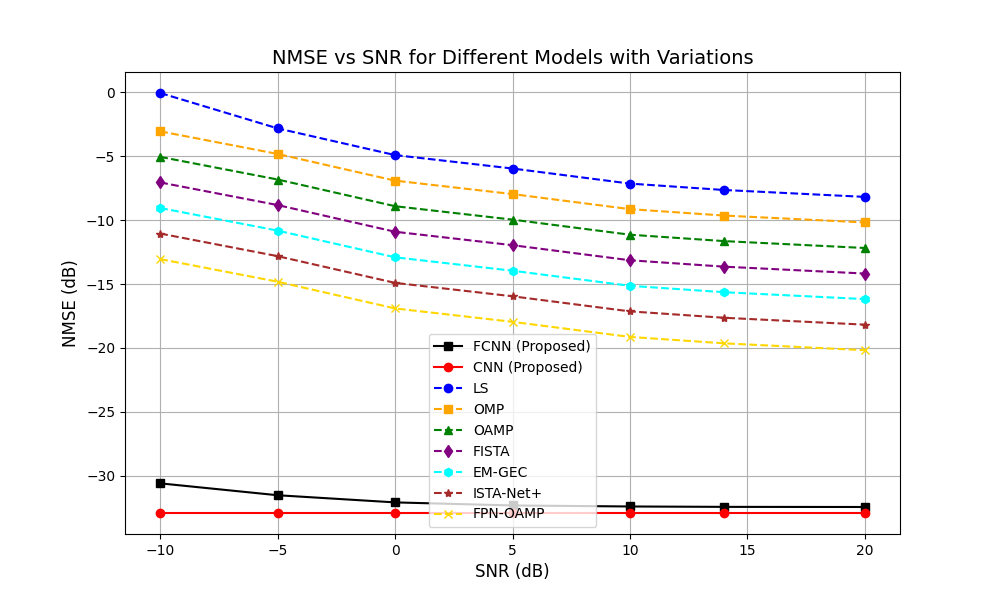 NMSE vs SNR for Different Models with Variations
0
−5
−10
−15
−20
−25
−30
NMSE (dB)
FCNN (Proposed)
CNN (Proposed)
LS
OMP
OAMP
FISTA
EM-GEC
ISTA-Net+
FPN-OAMP
−10
−5
0
5
10
15
20
SNR (dB)